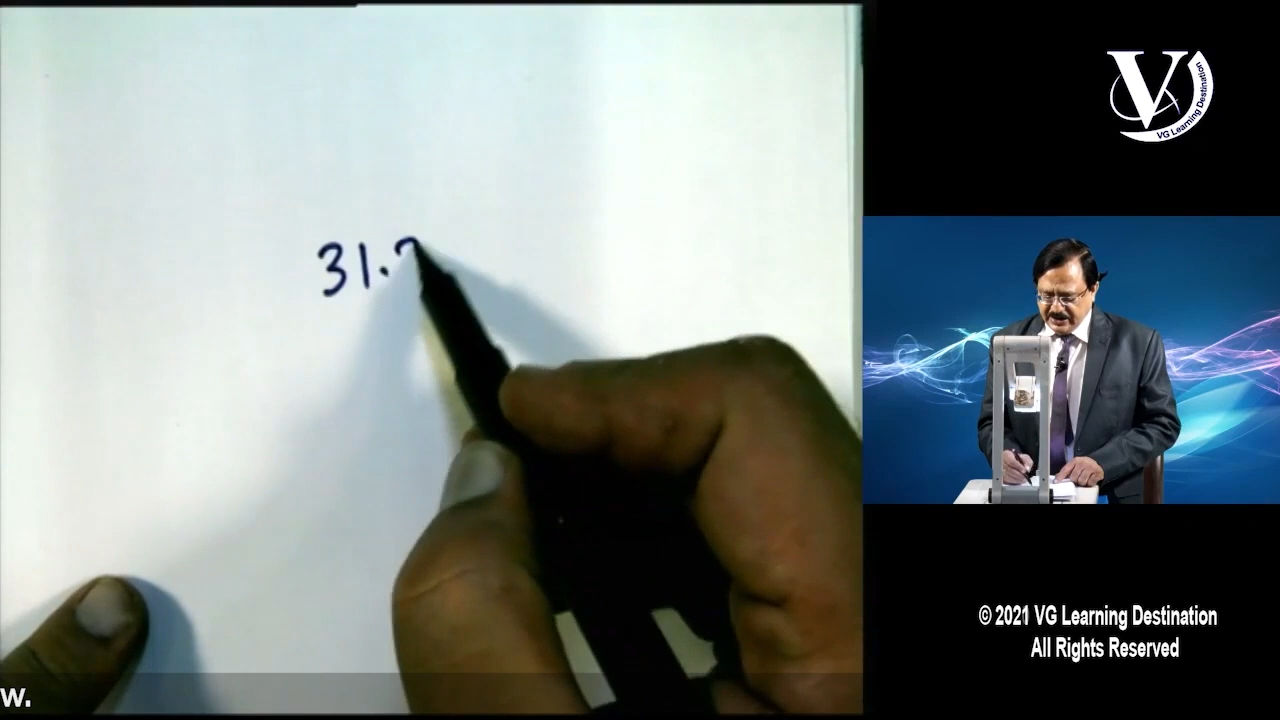 31.
V
VG Learning Destination
© 2021 VG Learning Destination
All Rights Reserved
W.